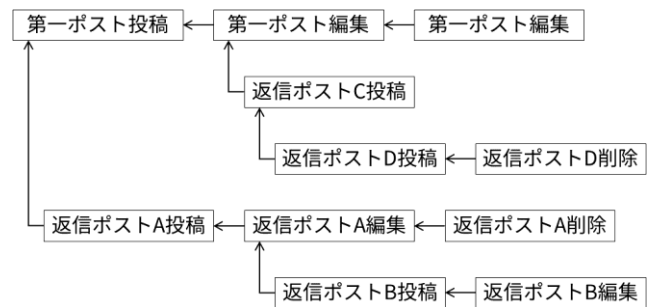 第一ポスト投稿
第一ポスト編集
第一ポスト編集
返信ポストC投稿
返信ポストD投稿
返信ポストD削除
返信ポストA投稿
返信ポストA編集
返信ポストA削除
返信ポストB投稿
返信ポストB編集